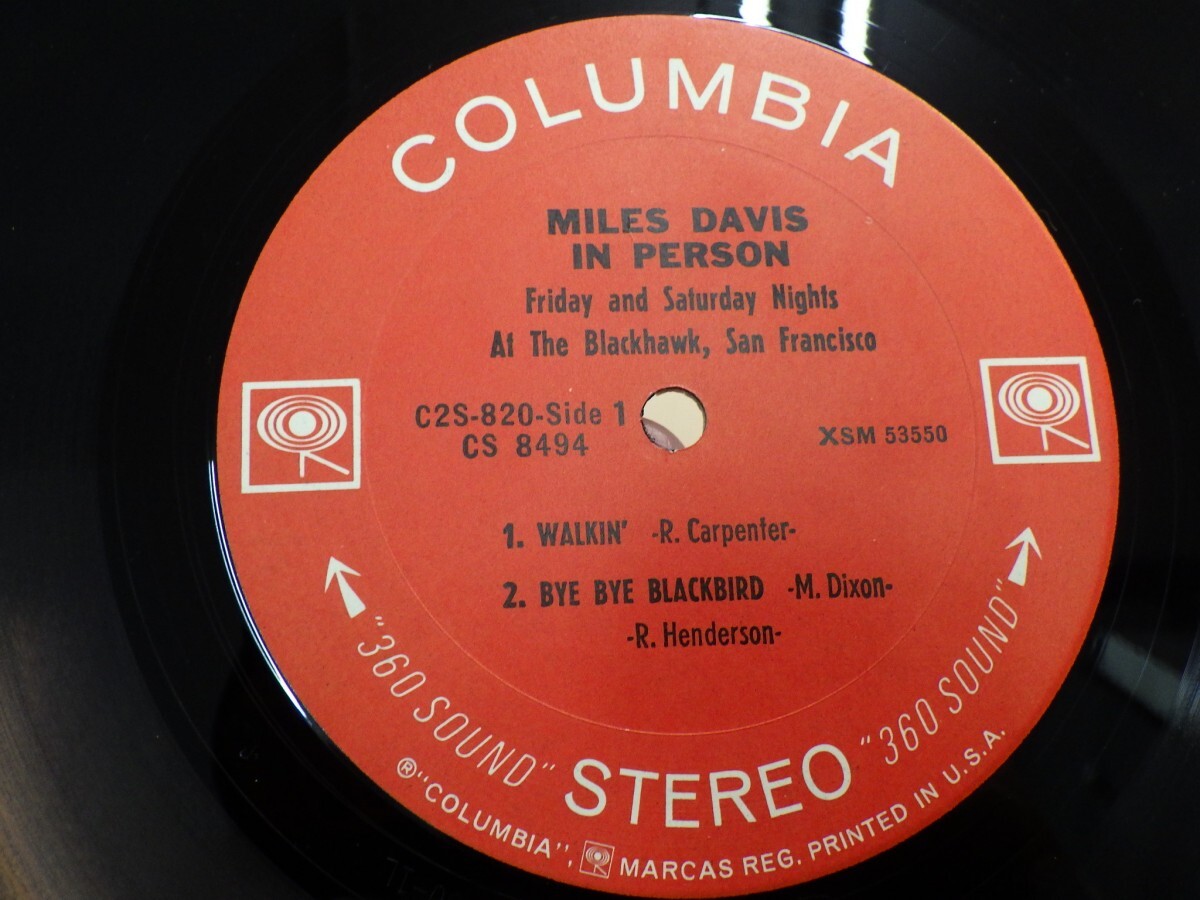 COLUMBIA
MILES DAVIS
IN PERSON
Friday and Saturday Nights
At The Blackhawk, San Francisco
C2S-820-Side 1
CS 8494
XSM 53550
1. WALKIN' -R. Carpenter-
2. BYE BYE BLACKBIRD -M. Dixon-
-R. Henderson-
"360 SOUND" STEREO "360 SOUND"
®"COLUMBIA", MARCAS REG. PRINTED IN U.S.A.